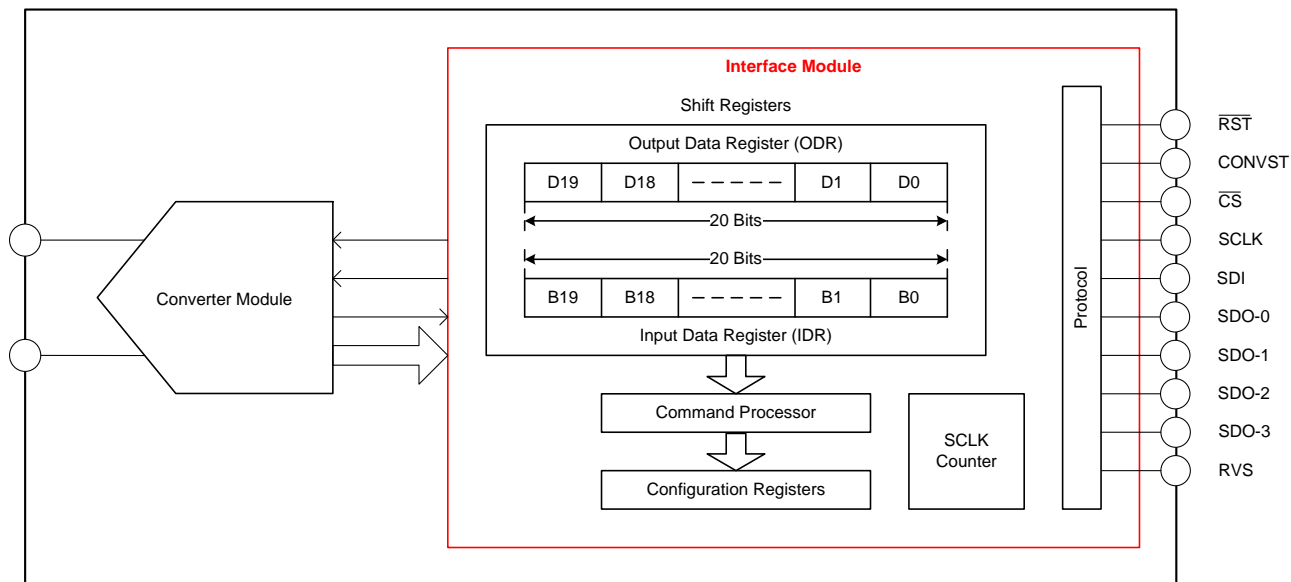 Interface Module
Shift Registers
Output Data Register (ODR)
D19 D18 D1 D0
20 Bits
20 Bits
B19 B18 B1 B0
Input Data Register (IDR)
Command Processor
Configuration Registers
SCLK
Counter
Converter Module
Protocol
R̅S̅T̅
CONVST
C̅S̅
SCLK
SDI
SDO-0
SDO-1
SDO-2
SDO-3
RVS